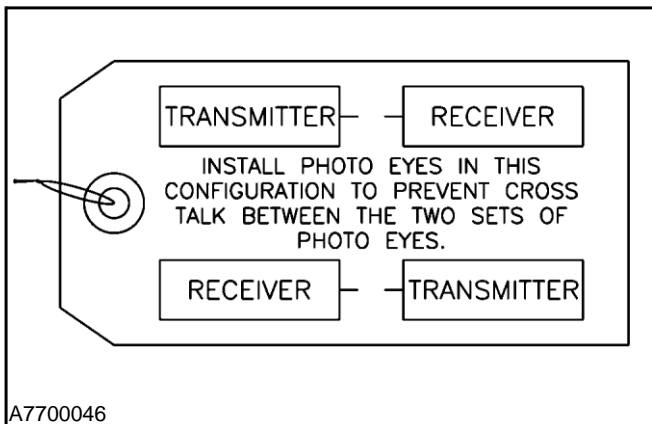 TRANSMITTER RECEIVER
INSTALL PHOTO EYES IN THIS
CONFIGURATION TO PREVENT CROSS
TALK BETWEEN THE TWO SETS OF
PHOTO EYES.
RECEIVER TRANSMITTER
A7700046